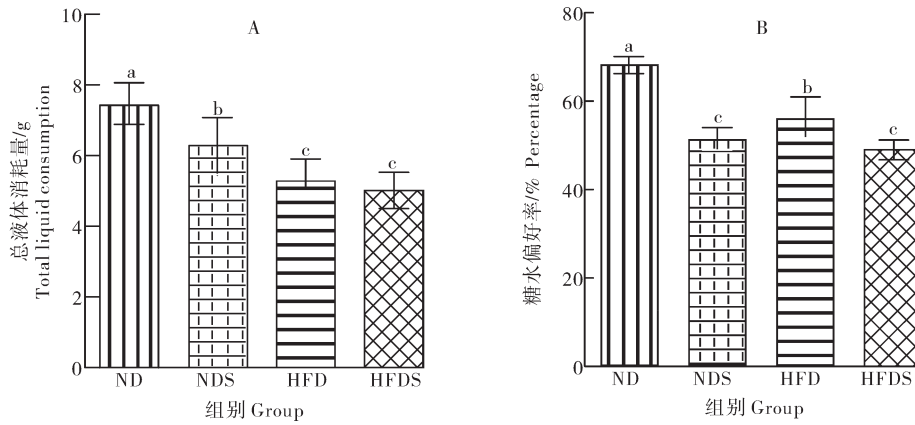 A
总液体消耗量/g
Total liquid consumption
10
8
6
4
2
0
a
b
c
c
ND
NDS
HFD
HFDS
组别 Group
B
糖水偏好率/% Percentage
80
60
40
20
0
a
c
b
c
ND
NDS
HFD
HFDS
组别 Group